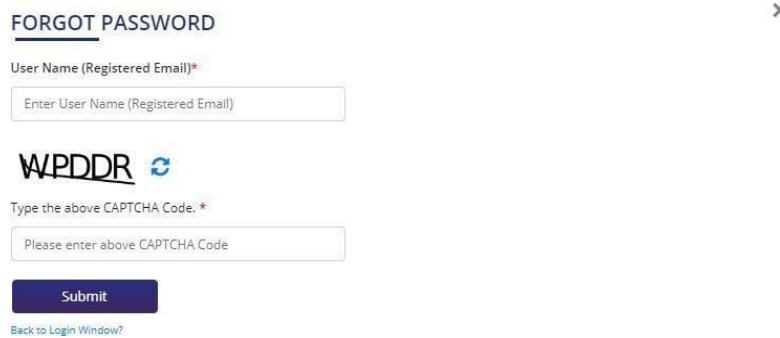 FORGOT PASSWORD
User Name (Registered Email)*
Enter User Name (Registered Email)
WPDDR
Type the above CAPTCHA Code. *
Please enter above CAPTCHA Code
Submit
Back to Login Window?